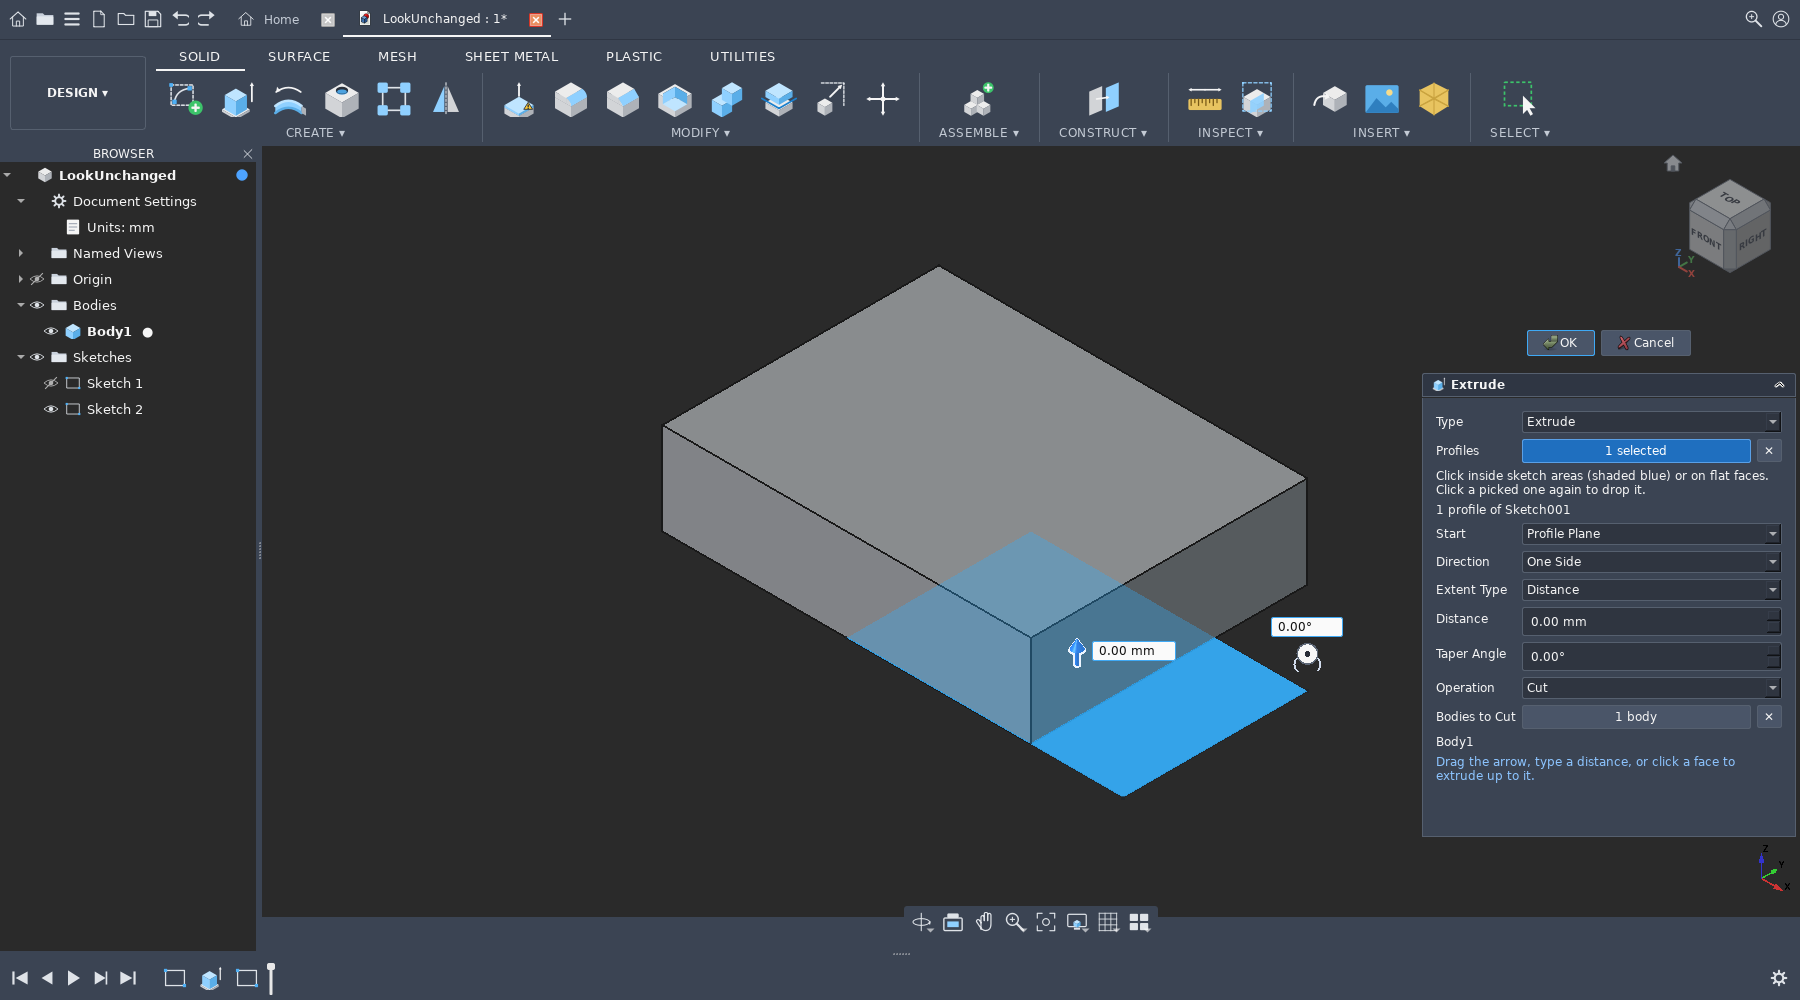 Home
LookUnchanged : 1*
DESIGN ▾
SOLID
SURFACE
MESH
SHEET METAL
PLASTIC
UTILITIES
CREATE ▾
MODIFY ▾
ASSEMBLE ▾
CONSTRUCT ▾
INSPECT ▾
INSERT ▾
SELECT ▾
BROWSER
LookUnchanged
Document Settings
Units: mm
Named Views
Origin
Bodies
Body1
Sketches
Sketch 1
Sketch 2
TOP
FRONT
RIGHT
Z
Y
X
OK
Cancel
Extrude
Type
Extrude
Profiles
1 selected
Click inside sketch areas (shaded blue) or on flat faces.
Click a picked one again to drop it.
1 profile of Sketch001
Start
Profile Plane
Direction
One Side
Extent Type
Distance
Distance
0.00 mm
Taper Angle
0.00°
Operation
Cut
Bodies to Cut
1 body
Body1
Drag the arrow, type a distance, or click a face to
extrude up to it.
0.00°
0.00 mm
Z
Y
X